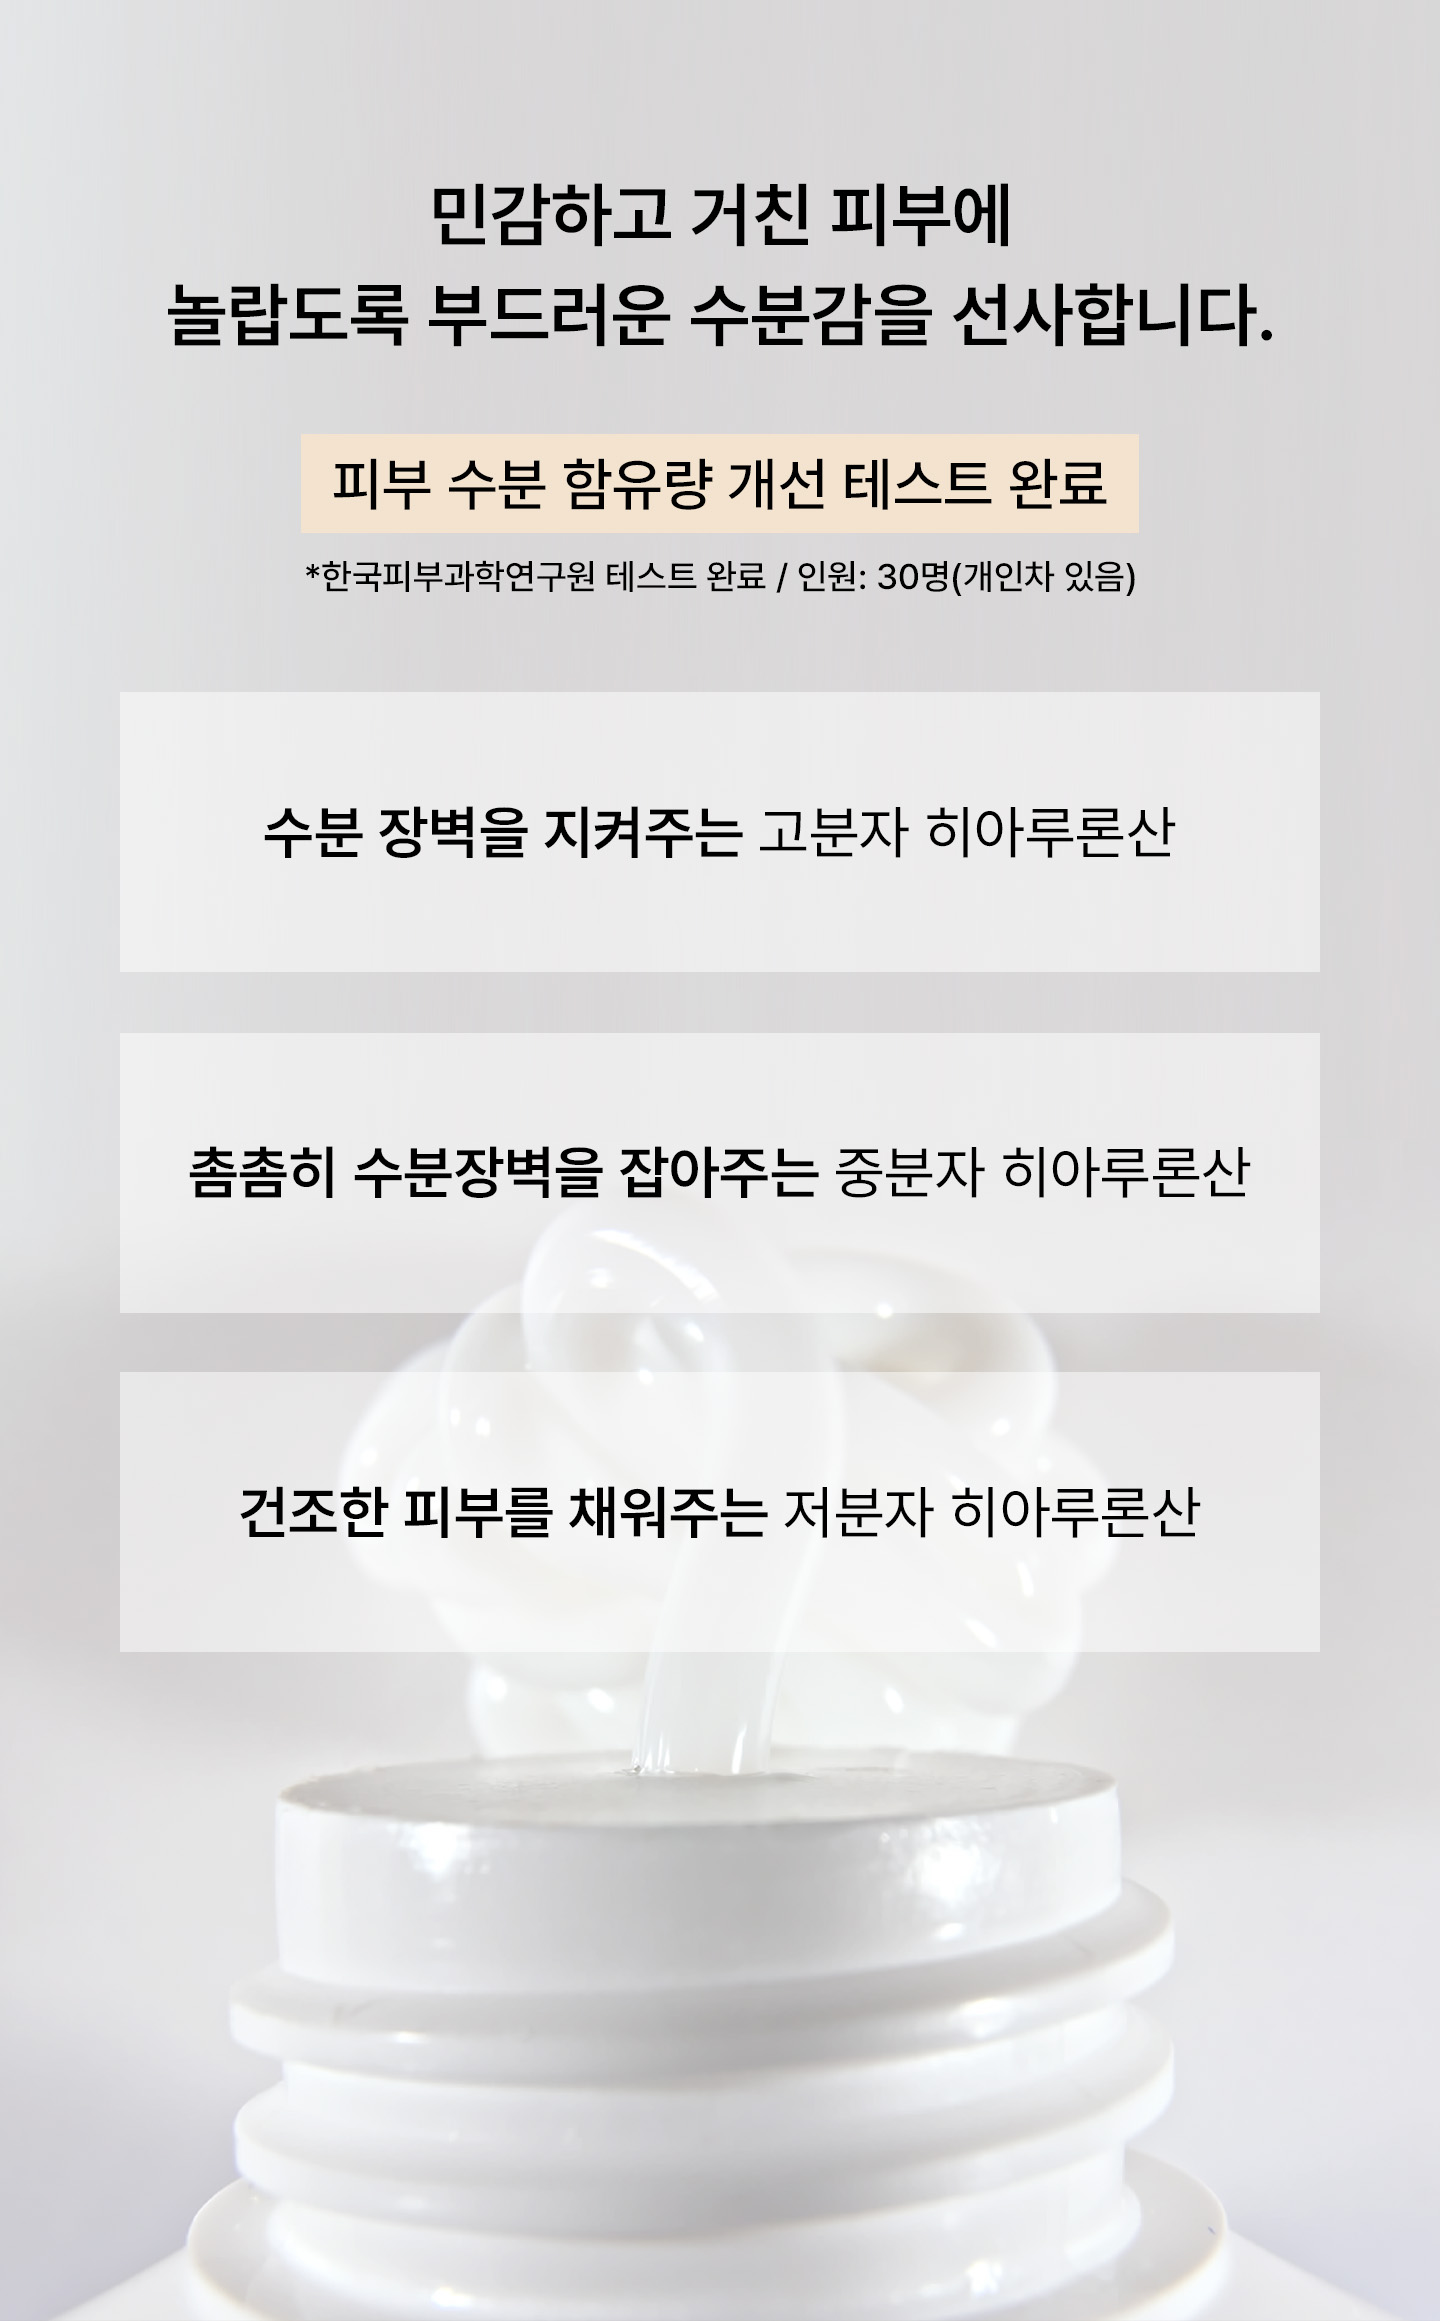 민감하고 거친 피부에
놀랍도록 부드러운 수분감을 선사합니다.
피부 수분 함유량 개선 테스트 완료
*한국피부과학연구원 테스트 완료 / 인원: 30명(개인차 있음)
수분 장벽을 지켜주는 고분자 히아루론산
촘촘히 수분장벽을 잡아주는 중분자 히아루론산
건조한 피부를 채워주는 저분자 히아루론산